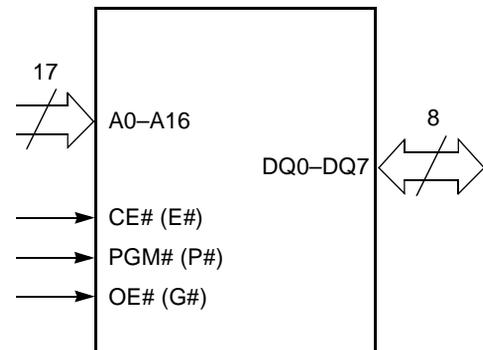 17
8
A0–A16
DQ0–DQ7
CE# (E#)
PGM# (P#)
OE# (G#)